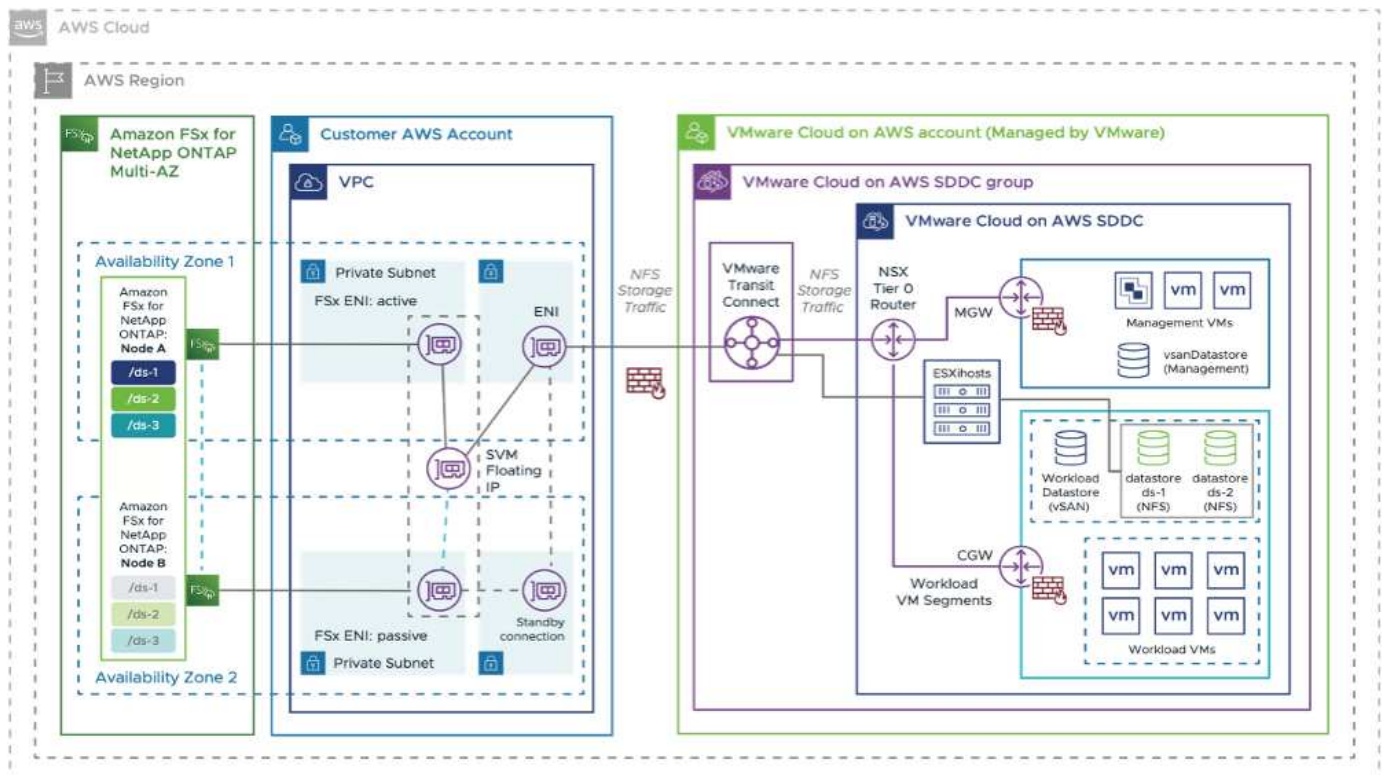 aws
AWS Cloud
AWS Region
FSx
Amazon FSx for
NetApp ONTAP
Multi-AZ
Availability Zone 1
Amazon
FSx for
NetApp
ONTAP:
Node A
/ds-1
/ds-2
/ds-3
FSx
Amazon
FSx for
NetApp
ONTAP:
Node B
/ds-1
/ds-2
/ds-3
FSx
Availability Zone 2
Customer AWS Account
VPC
Private Subnet
FSx ENI: active
ENI
SVM
Floating
IP
FSx ENI: passive
Private Subnet
Standby
connection
NFS
Storage
Traffic
VMware Cloud on AWS account (Managed by VMware)
VMware Cloud on AWS SDDC group
VMware
Transit
Connect
NFS
Storage
Traffic
VMware Cloud on AWS SDDC
NSX
Tier 0
Router
MGW
vm
vm
Management VMs
vsanDatastore
(Management)
ESXihosts
Workload
Datastore
(vSAN)
datastore
ds-1
(NFS)
datastore
ds-2
(NFS)
CGW
Workload
VM Segments
vm
vm
vm
vm
vm
vm
Workload VMs